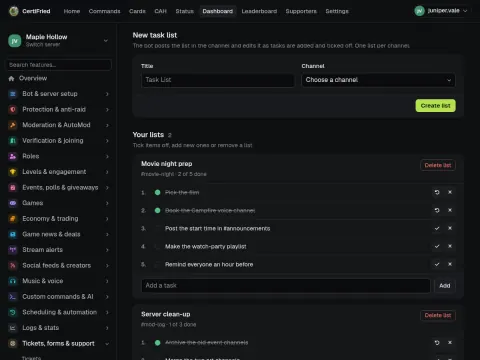 CertiFried
Home
Commands
Cards
CAH
Status
Dashboard
Leaderboard
Supporters
Settings
JV
juniper.vale
JV
Maple Hollow
Switch server
Search features...
Overview
Bot & server setup
Protection & anti-raid
Moderation & AutoMod
Verification & joining
Roles
Levels & engagement
Events, polls & giveaways
Games
Economy & trading
Game news & deals
Stream alerts
Social feeds & creators
Music & voice
Custom commands & AI
Scheduling & automation
Logs & stats
Tickets, forms & support
Tickets
New task list
The bot posts the list in the channel and edits it as tasks are added and ticked off. One list per channel.
Title
Task List
Channel
Choose a channel
Create list
Your lists 2
Tick items off, add new ones or remove a list.
Movie night prep
#movie-night · 2 of 5 done
Delete list
1. Pick the film
2. Book the Campfire voice channel
3. Post the start time in #announcements
4. Make the watch-party playlist
5. Remind everyone an hour before
Add a task
Add
Server clean-up
#mod-log · 1 of 3 done
Delete list
1. Archive the old event channels